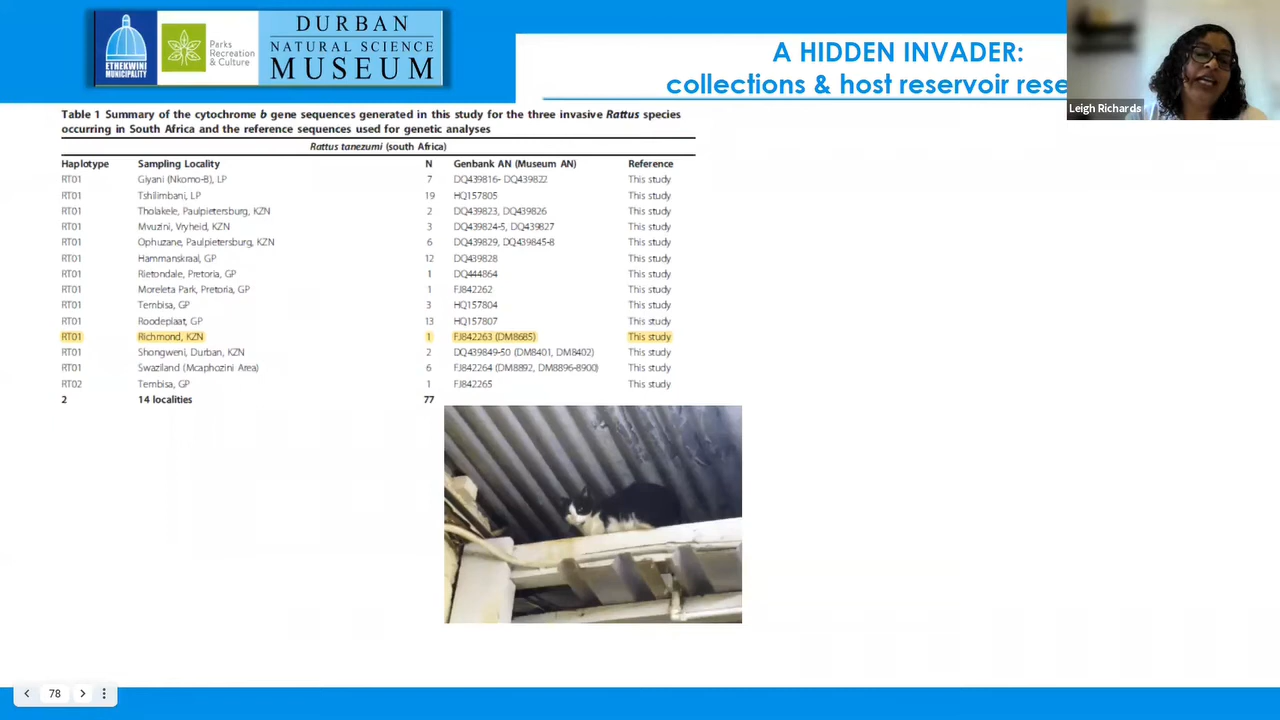 ETHEKWINI
MUNICIPALITY
Parks
Recreation
& Culture
DURBAN
NATURAL SCIENCE
MUSEUM
A HIDDEN INVADER:
collections & host reservoir rese
Leigh Richards
Table 1 Summary of the cytochrome b gene sequences generated in this study for the three invasive Rattus species
occurring in South Africa and the reference sequences used for genetic analyses
Rattus tanezumi (south Africa)
Haplotype Sampling Locality N Genbank AN (Museum AN) Reference
RT01 Giyani (Nkomo-B), LP 7 DQ439816- DQ439822 This study
RT01 Tshilimbani, LP 19 HQ157805 This study
RT01 Tholakele, Paulpietersburg, KZN 2 DQ439823, DQ439826 This study
RT01 Mvuzini, Vryheid, KZN 3 DQ439824-5, DQ439827 This study
RT01 Ophuzane, Paulpietersburg, KZN 6 DQ439829, DQ439845-8 This study
RT01 Hammanskraal, GP 12 DQ439828 This study
RT01 Rietondale, Pretoria, GP 1 DQ444864 This study
RT01 Moreleta Park, Pretoria, GP 1 FJ842262 This study
RT01 Tembisa, GP 3 HQ157804 This study
RT01 Roodeplaat, GP 13 HQ157807 This study
RT01 Richmond, KZN 1 FJ842263 (DM8685) This study
RT01 Shongweni, Durban, KZN 2 DQ439849-50 (DM8401, DM8402) This study
RT01 Swaziland (Mcaphozini Area) 6 FJ842264 (DM8892, DM8896-8900) This study
RT02 Tembisa, GP 1 FJ842265 This study
2 14 localities 77
78